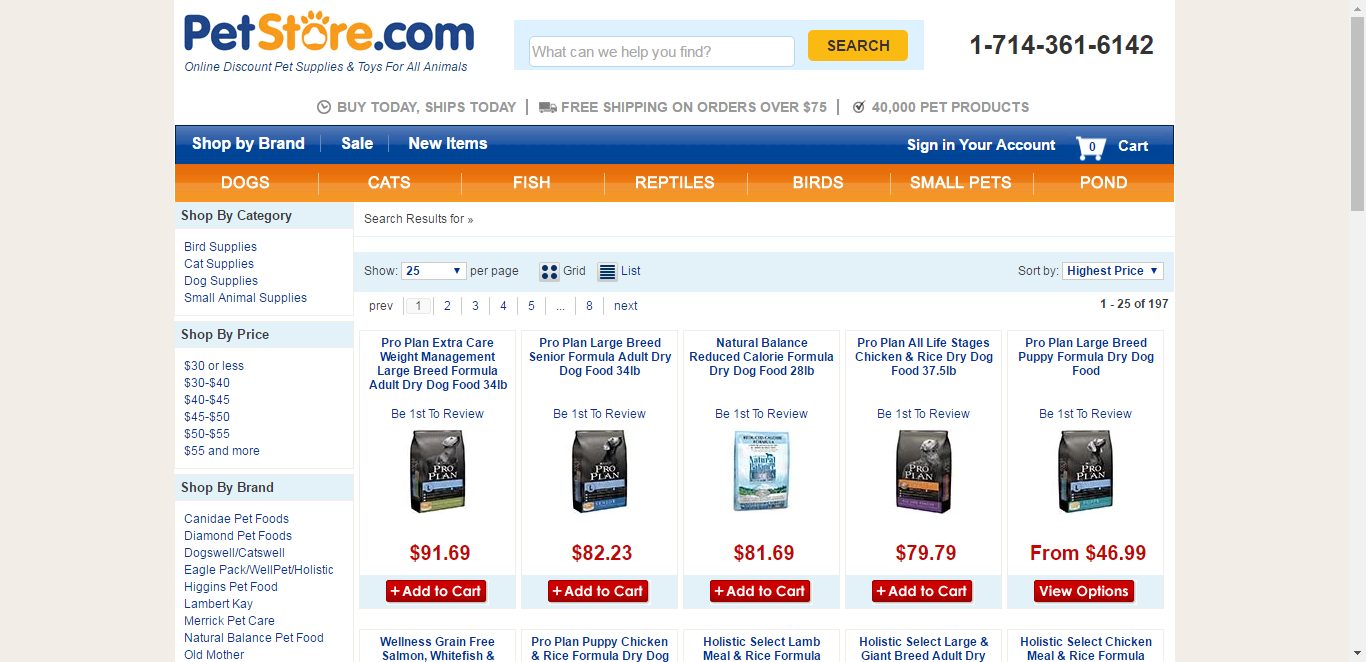 PetStore.com
Online Discount Pet Supplies & Toys For All Animals
What can we help you find?
SEARCH
1-714-361-6142
BUY TODAY, SHIPS TODAY | FREE SHIPPING ON ORDERS OVER $75 | 40,000 PET PRODUCTS
Shop by Brand Sale New Items Sign in Your Account 0 Cart
DOGS CATS FISH REPTILES BIRDS SMALL PETS POND
Shop By Category
Bird Supplies
Cat Supplies
Dog Supplies
Small Animal Supplies
Shop By Price
$30 or less
$30-$40
$40-$45
$45-$50
$50-$55
$55 and more
Shop By Brand
Canidae Pet Foods
Diamond Pet Foods
Dogswell/Catswell
Eagle Pack/WellPet/Holistic
Higgins Pet Food
Lambert Kay
Merrick Pet Care
Natural Balance Pet Food
Old Mother
Search Results for »
Show: 25 per page Grid List Sort by: Highest Price
prev 1 2 3 4 5 ... 8 next 1 - 25 of 197
Pro Plan Extra Care
Weight Management
Large Breed Formula
Adult Dry Dog Food 34lb
Be 1st To Review
PRO
PLAN
$91.69
+ Add to Cart
Pro Plan Large Breed
Senior Formula Adult Dry
Dog Food 34lb
Be 1st To Review
PRO
PLAN
$82.23
+ Add to Cart
Natural Balance
Reduced Calorie Formula
Dry Dog Food 28lb
Be 1st To Review
Natural
Balance
$81.69
+ Add to Cart
Pro Plan All Life Stages
Chicken & Rice Dry Dog
Food 37.5lb
Be 1st To Review
PRO
PLAN
$79.79
+ Add to Cart
Pro Plan Large Breed
Puppy Formula Dry Dog
Food
Be 1st To Review
PRO
PLAN
From $46.99
View Options
Wellness Grain Free
Salmon, Whitefish &
Pro Plan Puppy Chicken
& Rice Formula Dry Dog
Holistic Select Lamb
Meal & Rice Formula
Holistic Select Large &
Giant Breed Adult Dry
Holistic Select Chicken
Meal & Rice Formula